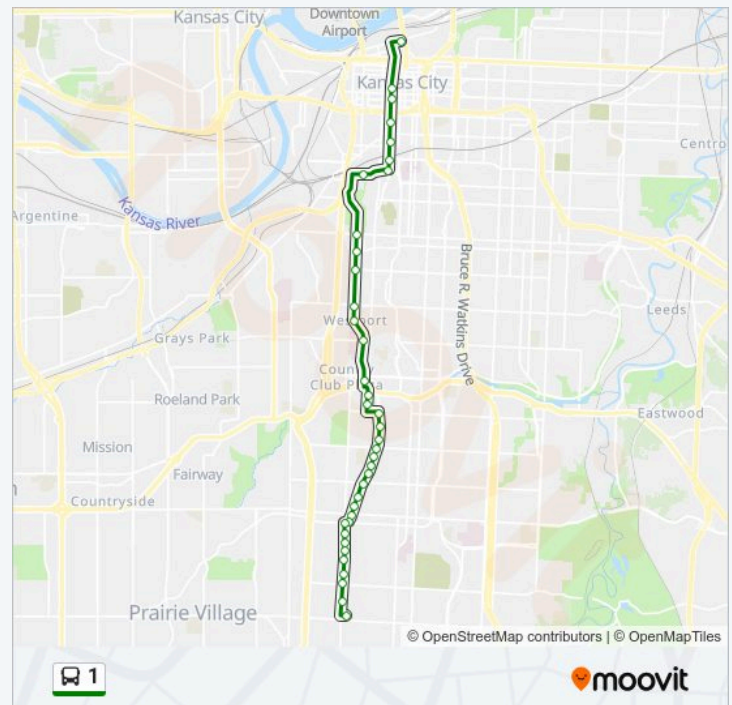 Kansas City
Downtown
Airport
Kansas City
Centro
Argentine
Kansas River
Bruce R. Watkins Drive
Leeds
Westport
Grays Park
Country
Club Plaza
Roeland Park
Eastwood
Mission
Fairway
n
Countryside
Prairie Village
© OpenStreetMap contributors | © OpenMapTiles
1
moovit